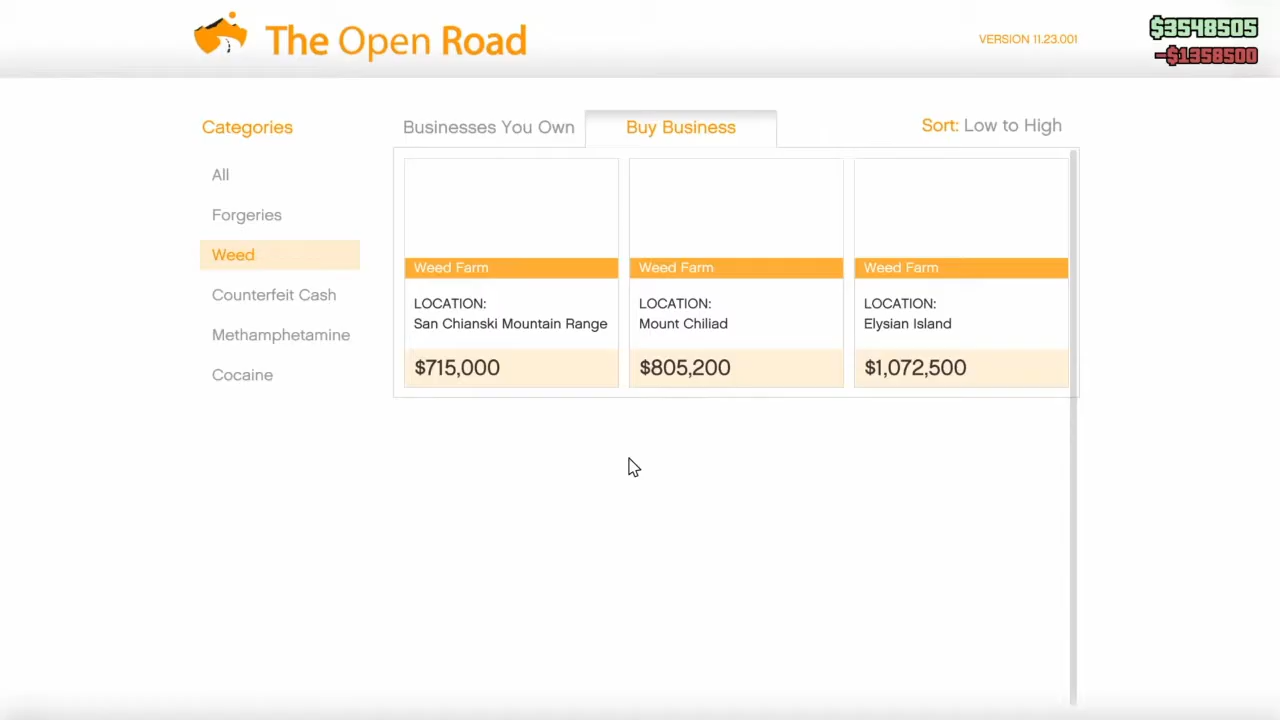 The Open Road
VERSION 11.23.001
$3548505
-$1358500
Categories
Businesses You Own
Buy Business
Sort: Low to High
All
Forgeries
Weed
Counterfeit Cash
Methamphetamine
Cocaine
Weed Farm
LOCATION:
San Chianski Mountain Range
$715,000
Weed Farm
LOCATION:
Mount Chiliad
$805,200
Weed Farm
LOCATION:
Elysian Island
$1,072,500